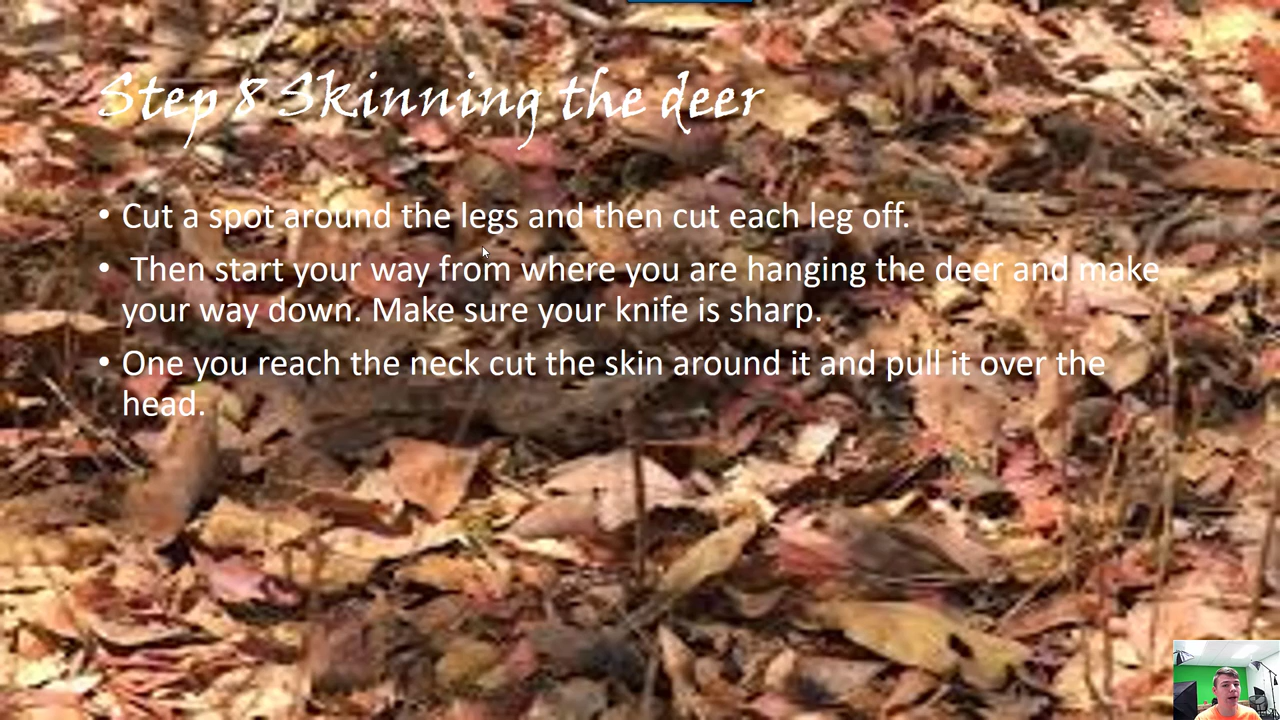 Step 8 Skinning the deer
• Cut a spot around the legs and then cut each leg off.
• Then start your way from where you are hanging the deer and make
your way down. Make sure your knife is sharp.
• One you reach the neck cut the skin around it and pull it over the
head.